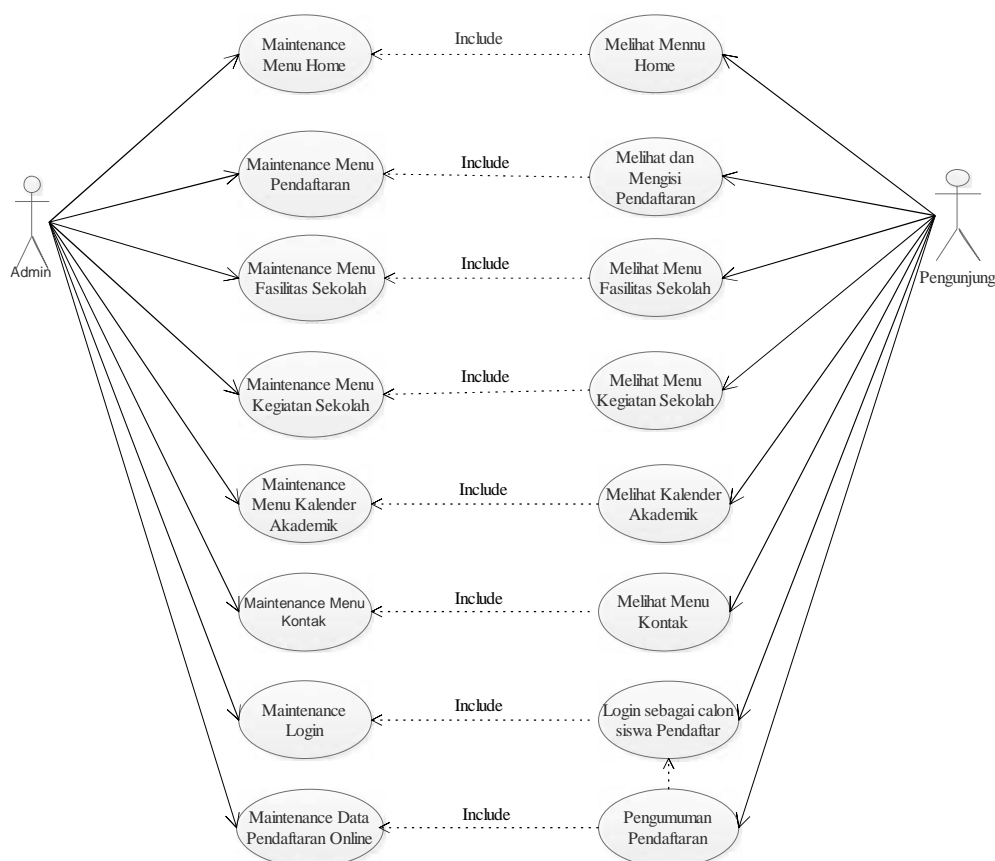 Maintenance
Menu Home
Include
Melihat Mennu
Home
Maintenance Menu
Pendaftaran
Include
Melihat dan
Mengisi
Pendaftaran
Admin
Maintenance Menu
Fasilitas Sekolah
Include
Melihat Menu
Fasilitas Sekolah
Pengunjung
Maintenance Menu
Kegiatan Sekolah
Include
Melihat Menu
Kegiatan Sekolah
Maintenance
Menu Kalender
Akademik
Include
Melihat Kalender
Akademik
Maintenance Menu
Kontak
Include
Melihat Menu
Kontak
Maintenance
Login
Include
Login sebagai calon
siswa Pendaftar
Maintenance Data
Pendaftaran Online
Include
Pengumuman
Pendaftaran